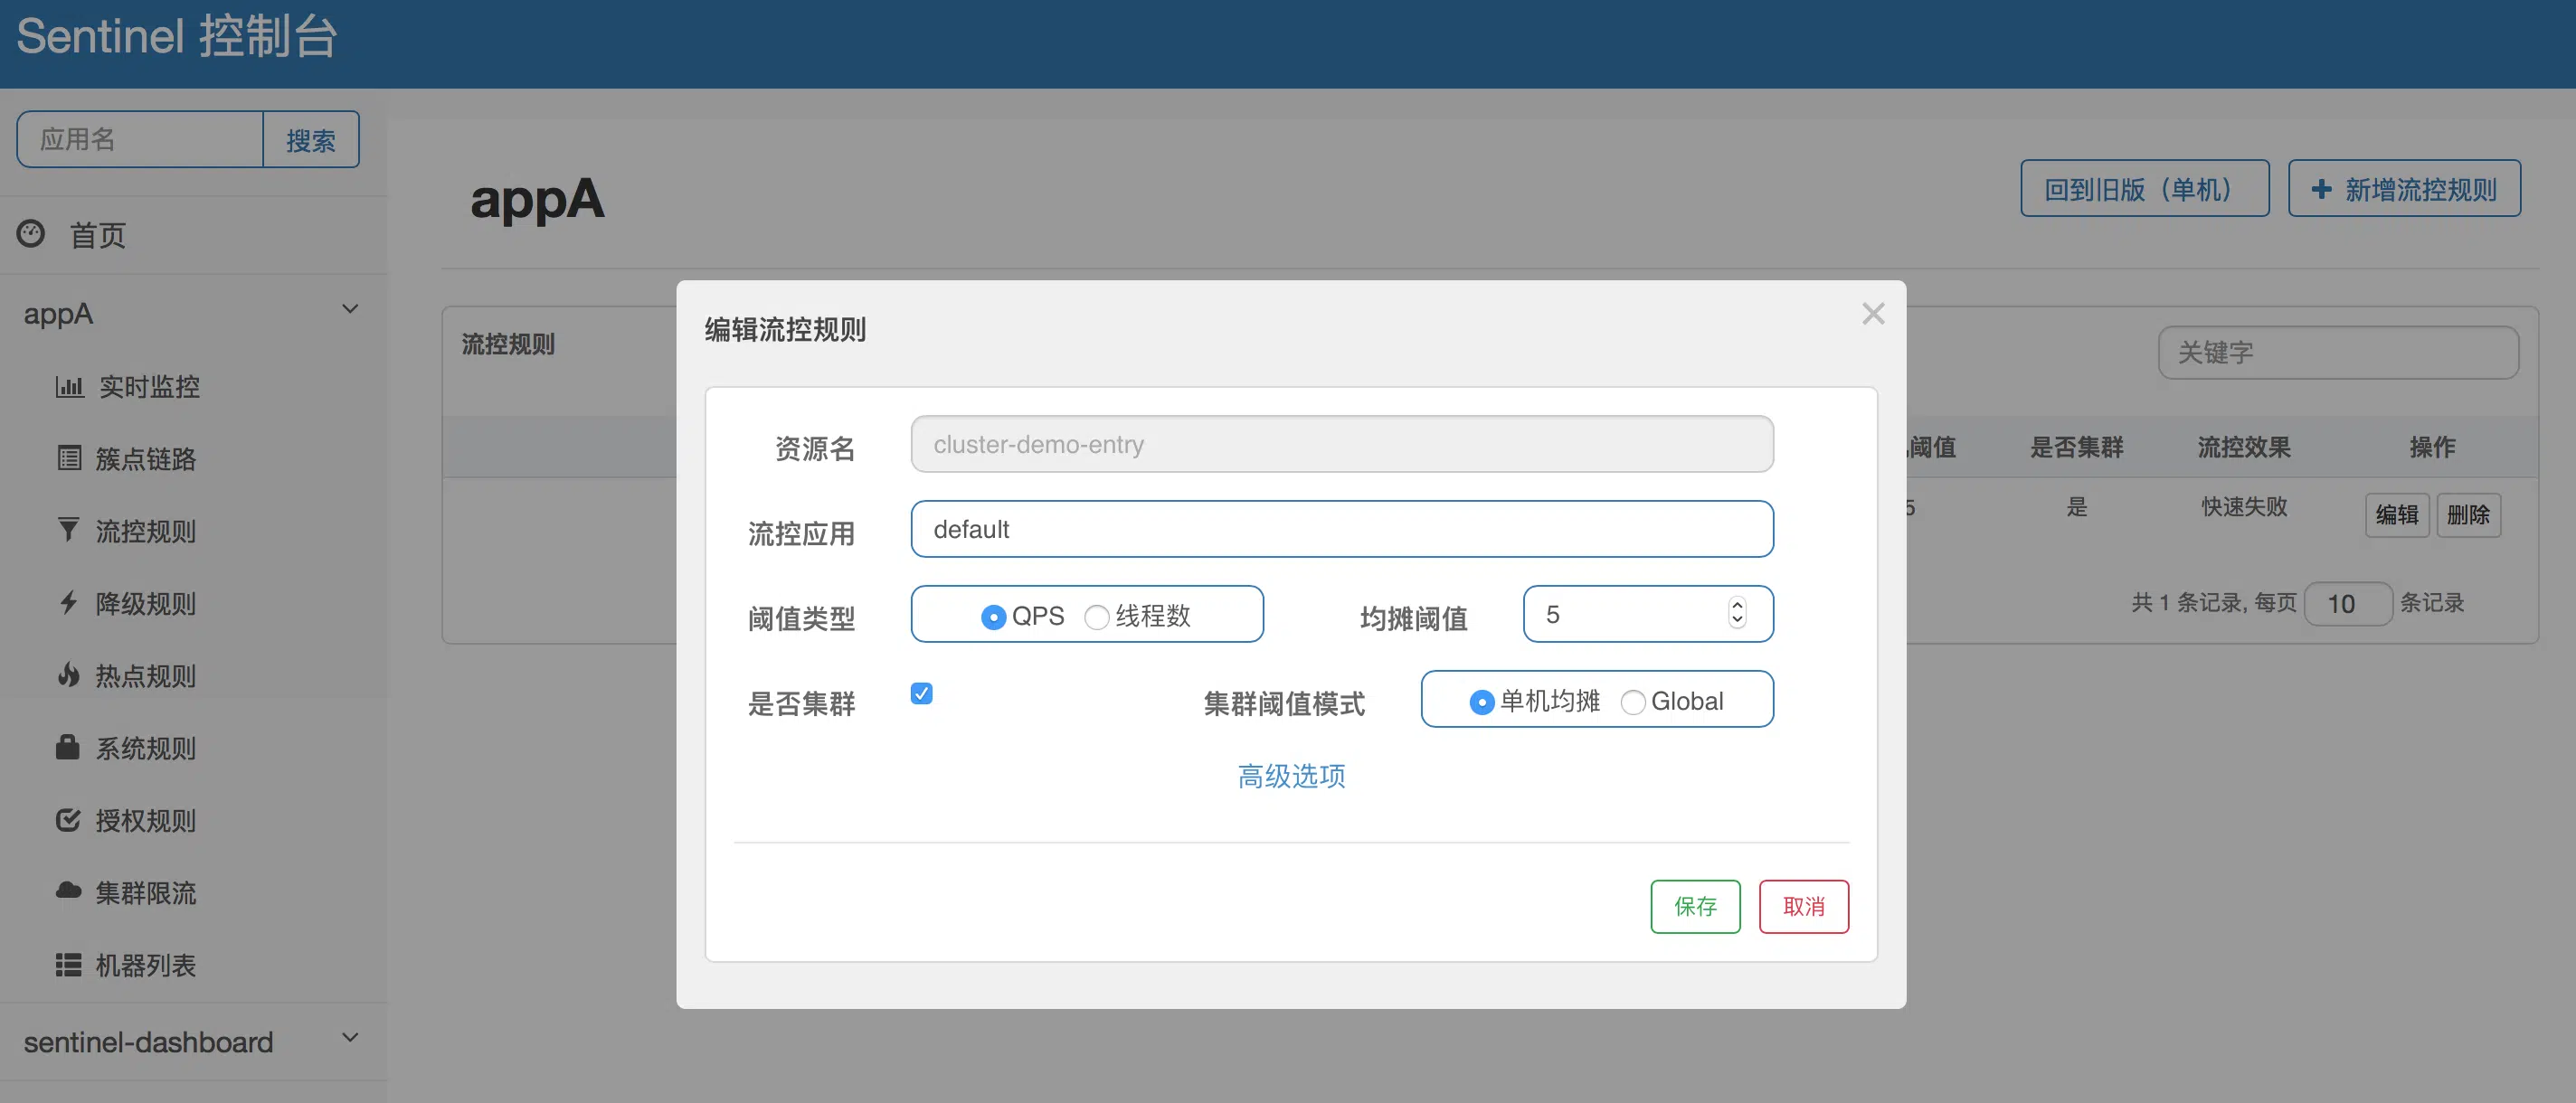 Sentinel 控制台
应用名
搜索
首页
appA
实时监控
簇点链路
流控规则
降级规则
热点规则
系统规则
授权规则
集群限流
机器列表
sentinel-dashboard
appA
回到旧版（单机）
新增流控规则
流控规则
关键字
阈值 是否集群 流控效果 操作
5 是 快速失败 编辑 删除
共 1 条记录, 每页 10 条记录
编辑流控规则
资源名 cluster-demo-entry
流控应用 default
阈值类型 QPS 线程数 均摊阈值 5
是否集群 集群阈值模式 单机均摊 Global
高级选项
保存 取消